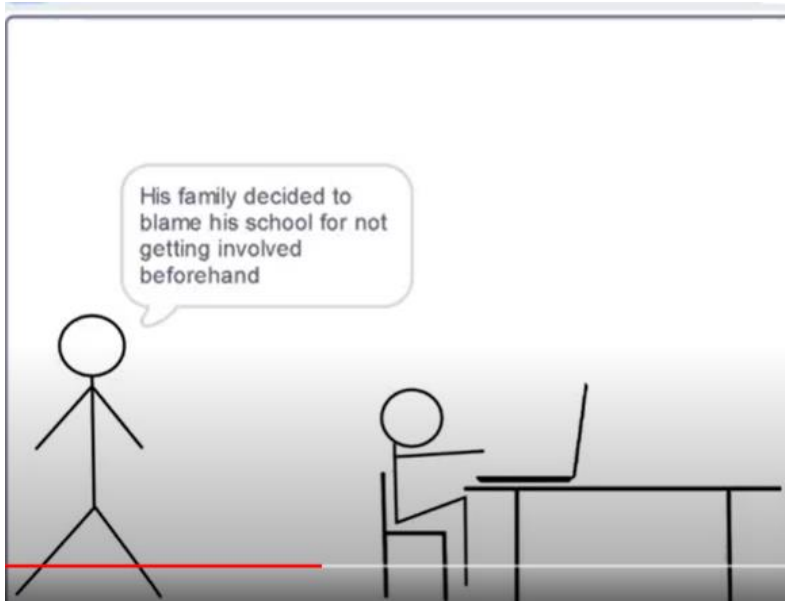 His family decided to
blame his school for not
getting involved
beforehand